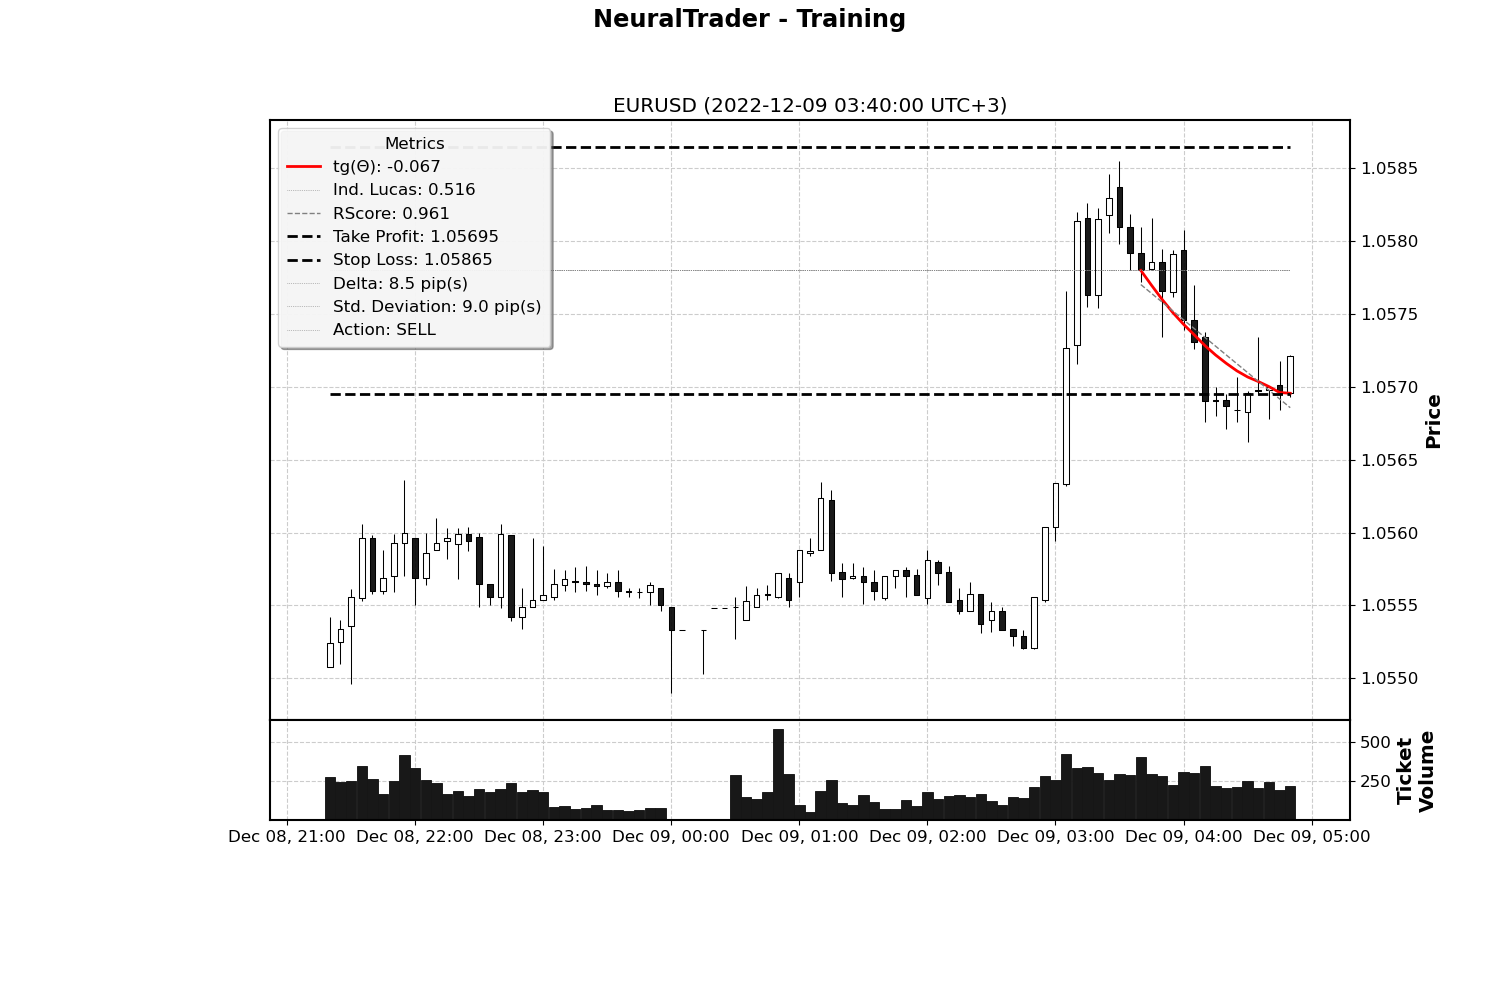 NeuralTrader - Training
EURUSD (2022-12-09 03:40:00 UTC+3)
Metrics
tg(Θ): -0.067
Ind. Lucas: 0.516
RScore: 0.961
Take Profit: 1.05695
Stop Loss: 1.05865
Delta: 8.5 pip(s)
Std. Deviation: 9.0 pip(s)
Action: SELL
1.0585
1.0580
1.0575
1.0570
1.0565
1.0560
1.0555
1.0550
Price
500
250
Ticket
Volume
Dec 08, 21:00 Dec 08, 22:00 Dec 08, 23:00 Dec 09, 00:00 Dec 09, 01:00 Dec 09, 02:00 Dec 09, 03:00 Dec 09, 04:00 Dec 09, 05:00